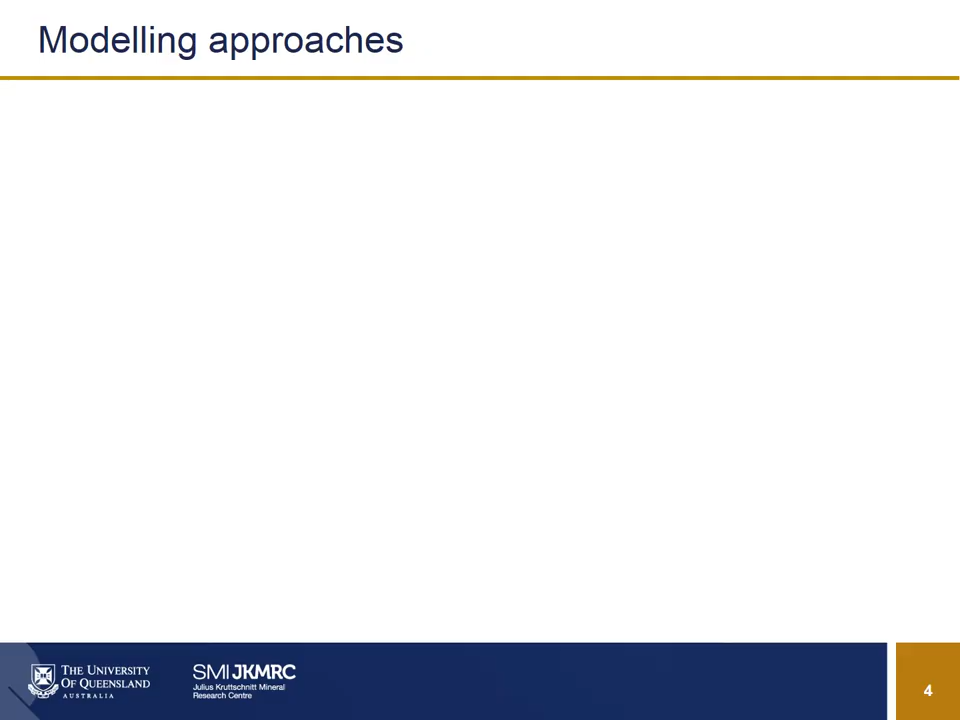 Modelling approaches
THE UNIVERSITY
OF QUEENSLAND
AUSTRALIA
SMI JKMRC
Julius Kruttschnitt Mineral
Research Centre
4